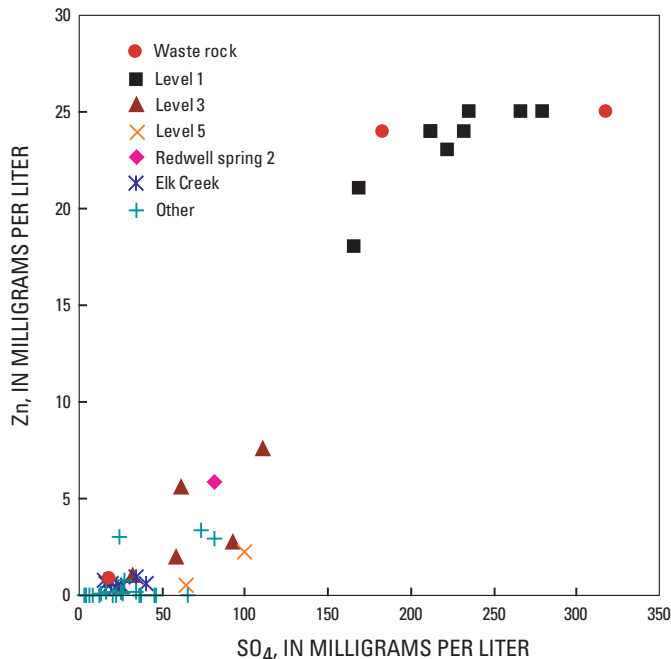 Zn, IN MILLIGRAMS PER LITER
30
25
20
15
10
5
0
Waste rock
Level 1
Level 3
Level 5
Redwell spring 2
Elk Creek
Other
0 50 100 150 200 250 300 350
SO4, IN MILLIGRAMS PER LITER